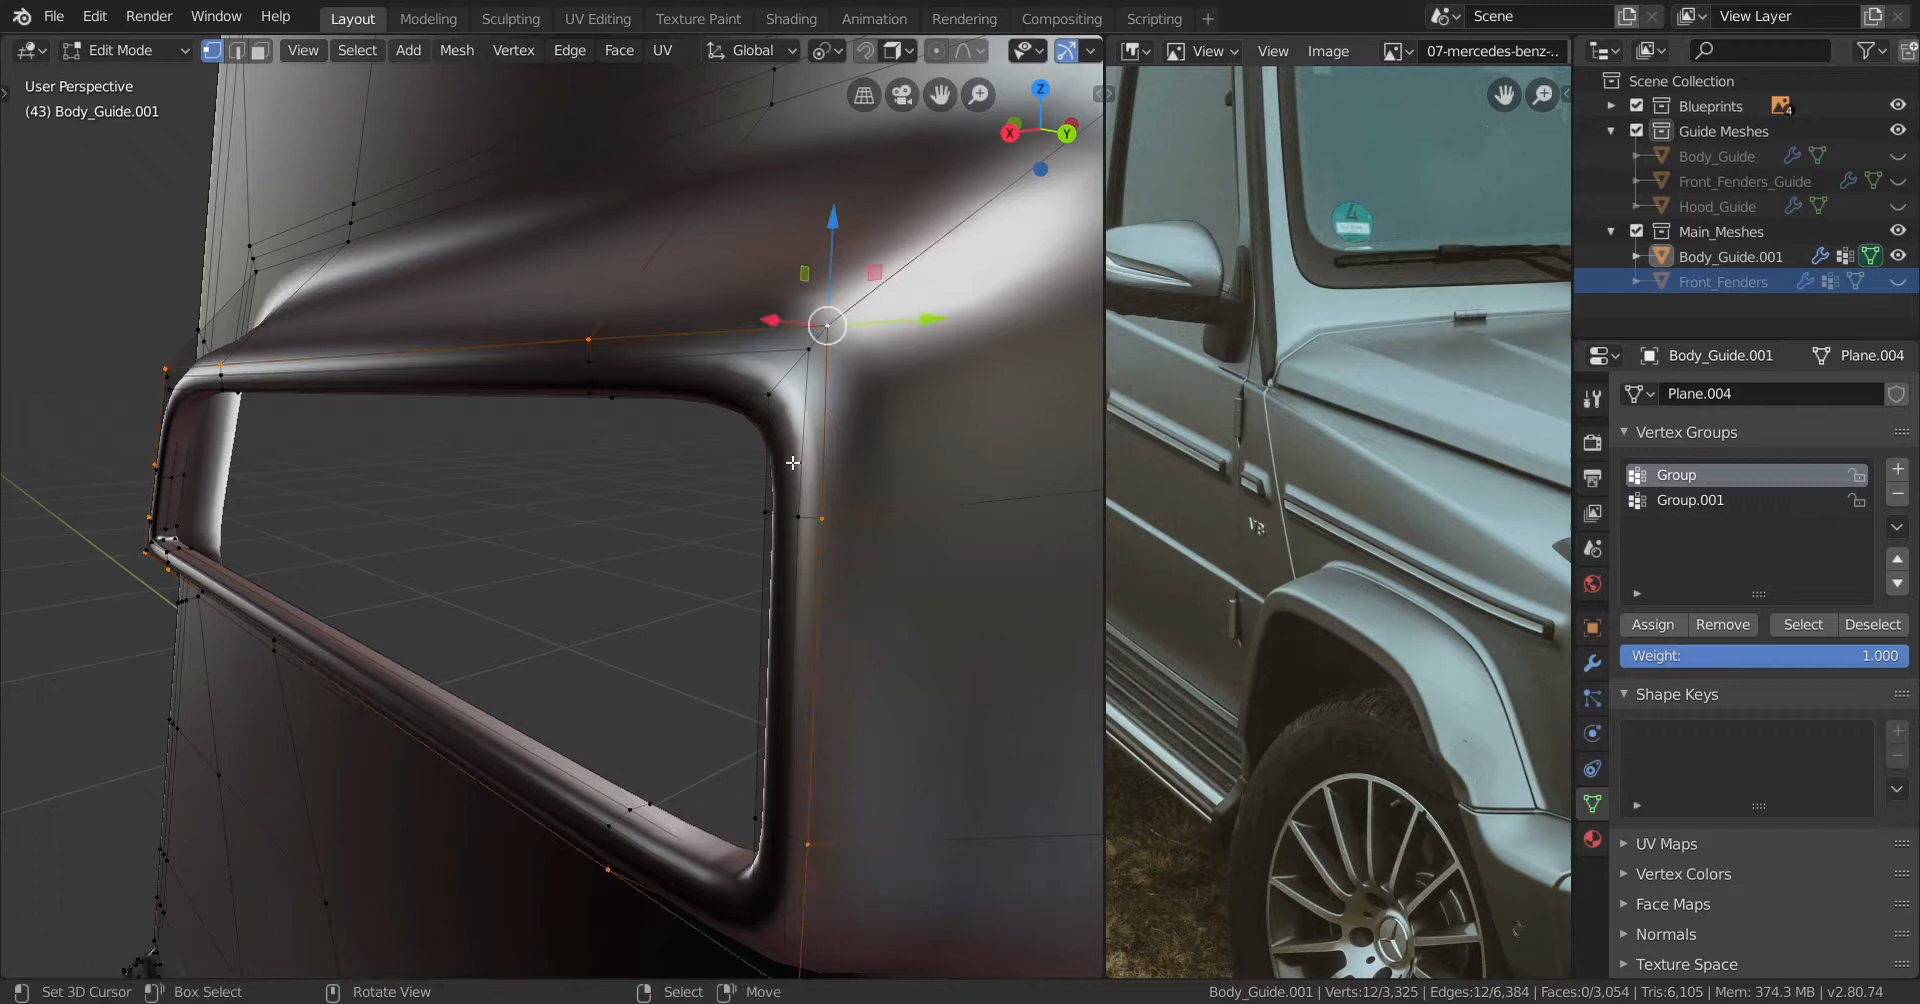 File Edit Render Window Help Layout Modeling Sculpting UV Editing Texture Paint Shading Animation Rendering Compositing Scripting + Scene View Layer
Edit Mode View Select Add Mesh Vertex Edge Face UV Global View View Image 07-mercedes-benz-..
User Perspective
(43) Body_Guide.001
Z
X
Y
4
V8
Scene Collection
Blueprints 4
Guide Meshes
Body_Guide
Front_Fenders_Guide
Hood_Guide
Main_Meshes
Body_Guide.001
Front_Fenders
Body_Guide.001 Plane.004
Plane.004
Vertex Groups
Group
Group.001
Assign Remove Select Deselect
Weight: 1.000
Shape Keys
UV Maps
Vertex Colors
Face Maps
Normals
Texture Space
Set 3D Cursor Box Select Rotate View Select Move Body_Guide.001 | Verts:12/3,325 | Edges:12/6,384 | Faces:0/3,054 | Tris:6,105 | Mem: 374.3 MB | v2.80.74